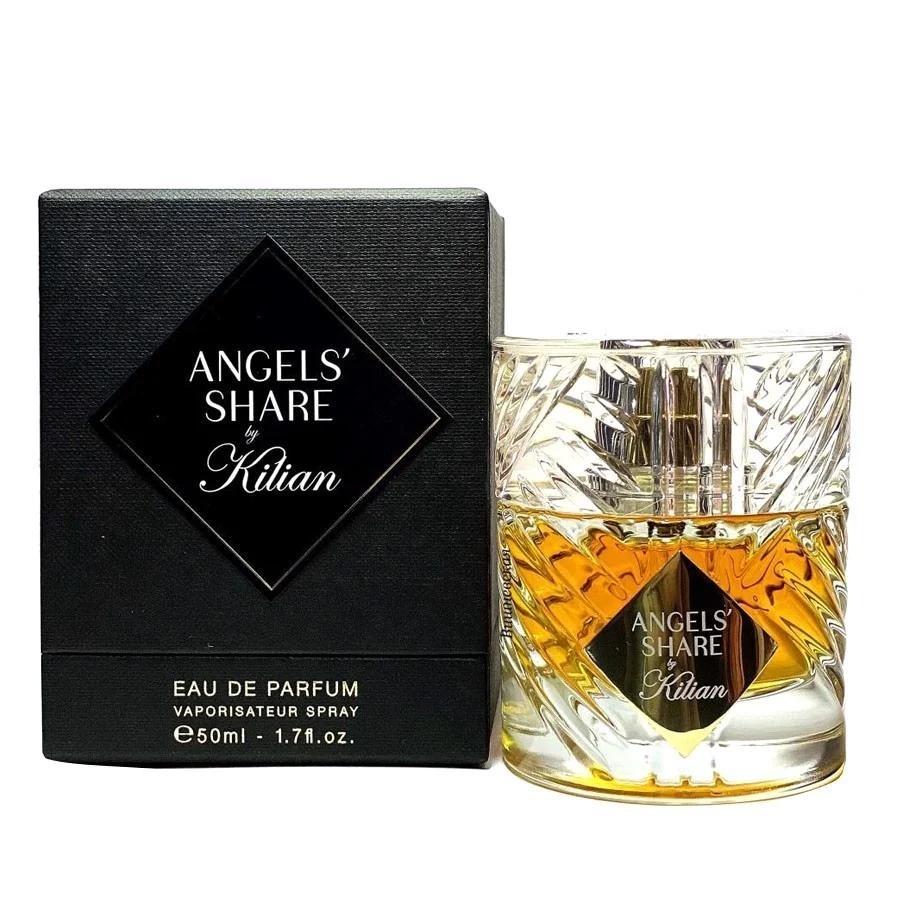 ANGELS’
SHARE
by
Kilian
EAU DE PARFUM
VAPORISATEUR SPRAY
℮50ml - 1.7fl.oz.
ANGELS’
SHARE
by
Kilian